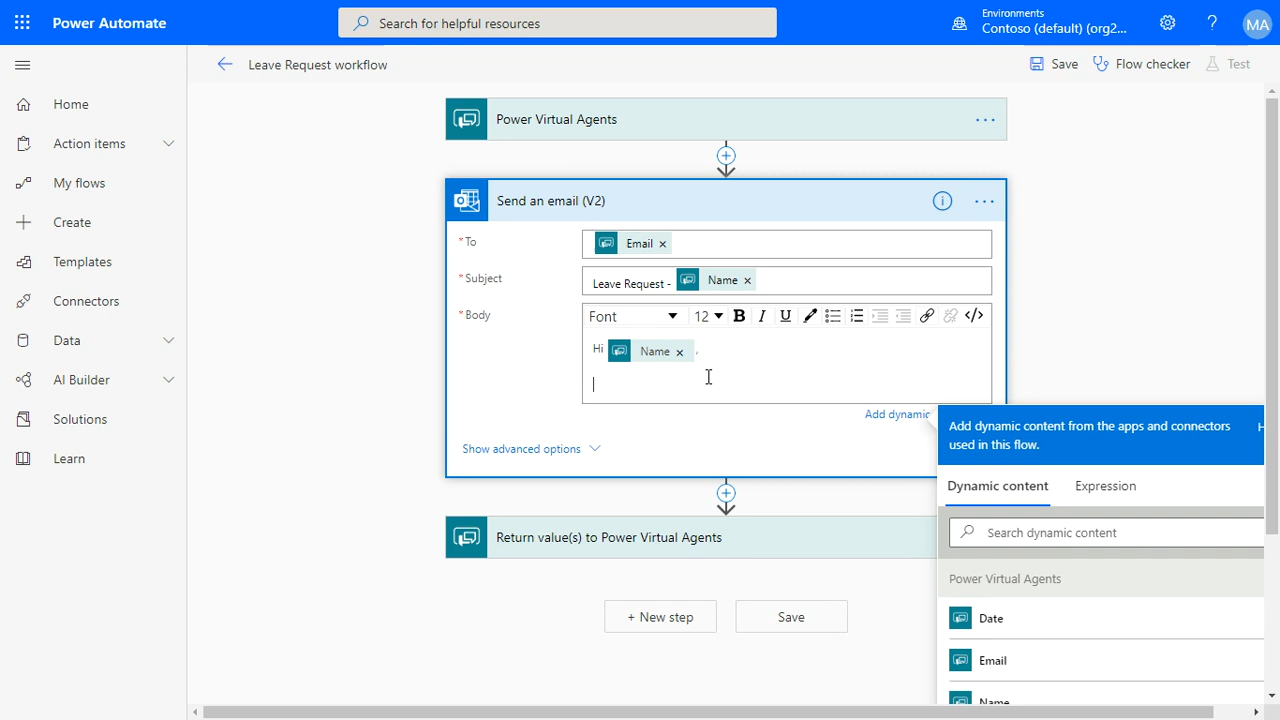 Power Automate
Search for helpful resources
Environments
Contoso (default) (org2...
MA
Leave Request workflow
Save
Flow checker
Test
Home
Action items
My flows
Create
Templates
Connectors
Data
AI Builder
Solutions
Learn
Power Virtual Agents
Send an email (V2)
*To
Email ×
*Subject
Leave Request - Name ×
*Body
Font 12 B I U </>
Hi Name × ,
Add dynamic
Show advanced options
Add dynamic content from the apps and connectors
used in this flow.
H
Dynamic content
Expression
Search dynamic content
Power Virtual Agents
Date
Email
Name
Return value(s) to Power Virtual Agents
+ New step
Save